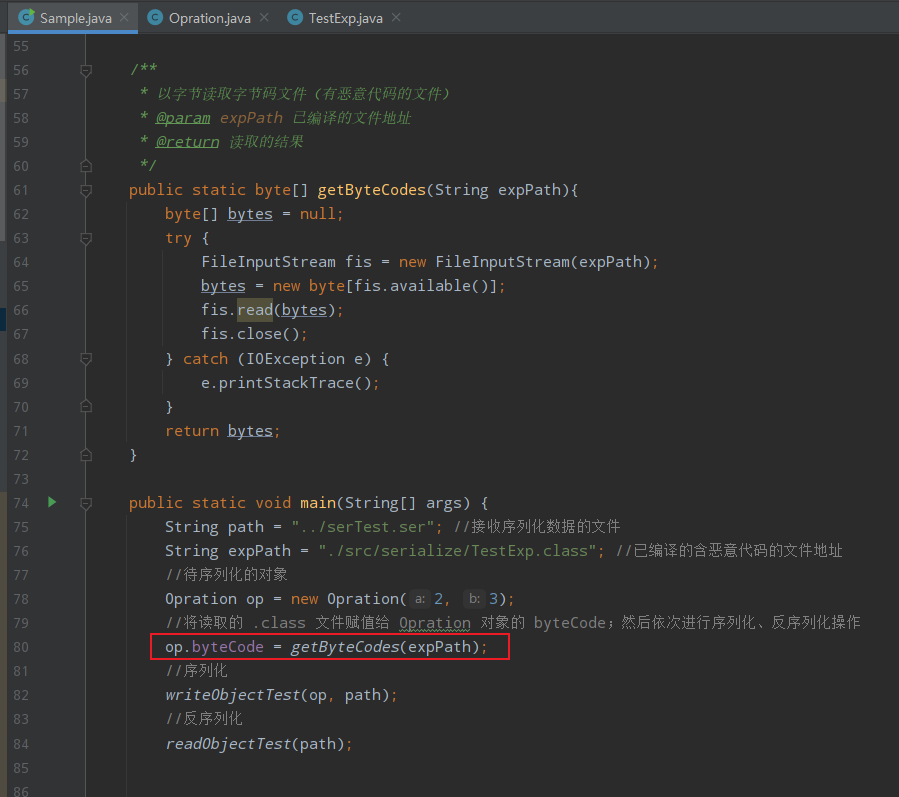 Sample.java Opration.java TestExp.java
55
56 /**
57 * 以字节读取字节码文件（有恶意代码的文件）
58 * @param expPath 已编译的文件地址
59 * @return 读取的结果
60 */
61 public static byte[] getByteCodes(String expPath){
62 byte[] bytes = null;
63 try {
64 FileInputStream fis = new FileInputStream(expPath);
65 bytes = new byte[fis.available()];
66 fis.read(bytes);
67 fis.close();
68 } catch (IOException e) {
69 e.printStackTrace();
70 }
71 return bytes;
72 }
73
74 public static void main(String[] args) {
75 String path = "../serTest.ser"; //接收序列化数据的文件
76 String expPath = "./src/serialize/TestExp.class"; //已编译的含恶意代码的文件地址
77 //待序列化的对象
78 Opration op = new Opration( a: 2, b: 3);
79 //将读取的 .class 文件赋值给 Opration 对象的 byteCode；然后依次进行序列化、反序列化操作
80 op.byteCode = getByteCodes(expPath);
81 //序列化
82 writeObjectTest(op, path);
83 //反序列化
84 readObjectTest(path);
85
86